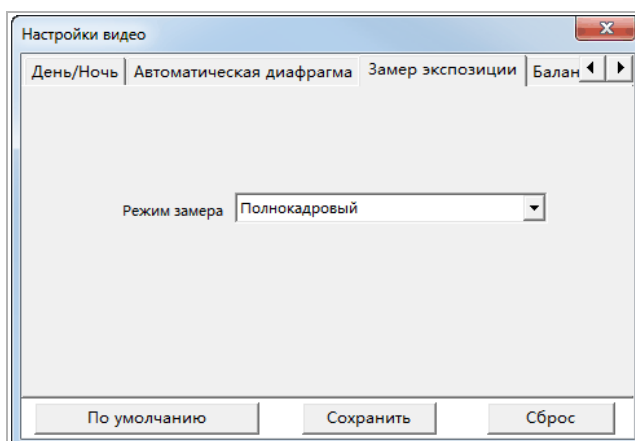 Настройки видео
День/Ночь Автоматическая диафрагма Замер экспозиции Балан
Режим замера Полнокадровый
По умолчанию Сохранить Сброс